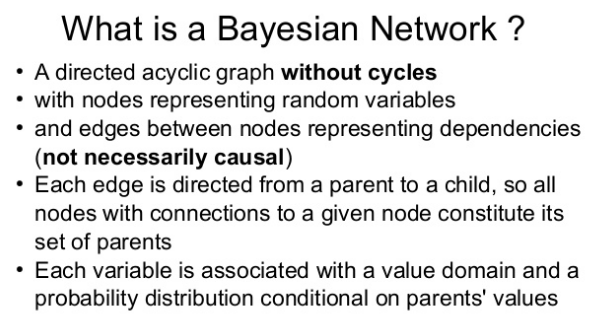 What is a Bayesian Network ?
• A directed acyclic graph without cycles
• with nodes representing random variables
• and edges between nodes representing dependencies
(not necessarily causal)
• Each edge is directed from a parent to a child, so all
nodes with connections to a given node constitute its
set of parents
• Each variable is associated with a value domain and a
probability distribution conditional on parents' values